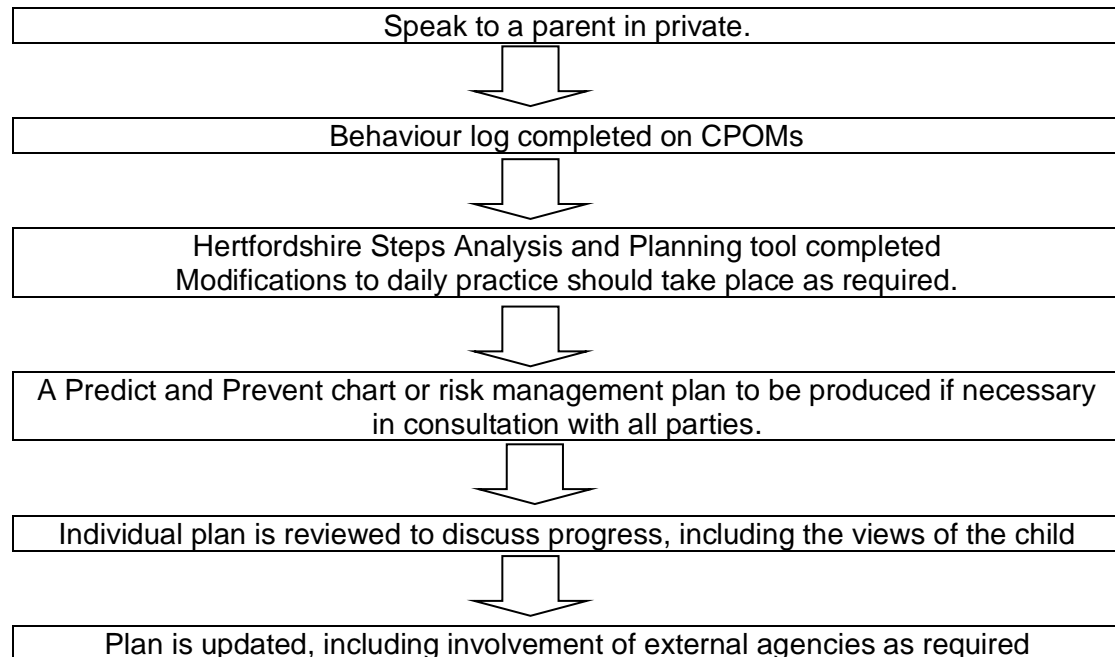 Speak to a parent in private.
Behaviour log completed on CPOMs
Hertfordshire Steps Analysis and Planning tool completed
Modifications to daily practice should take place as required.
A Predict and Prevent chart or risk management plan to be produced if necessary
in consultation with all parties.
Individual plan is reviewed to discuss progress, including the views of the child
Plan is updated, including involvement of external agencies as required